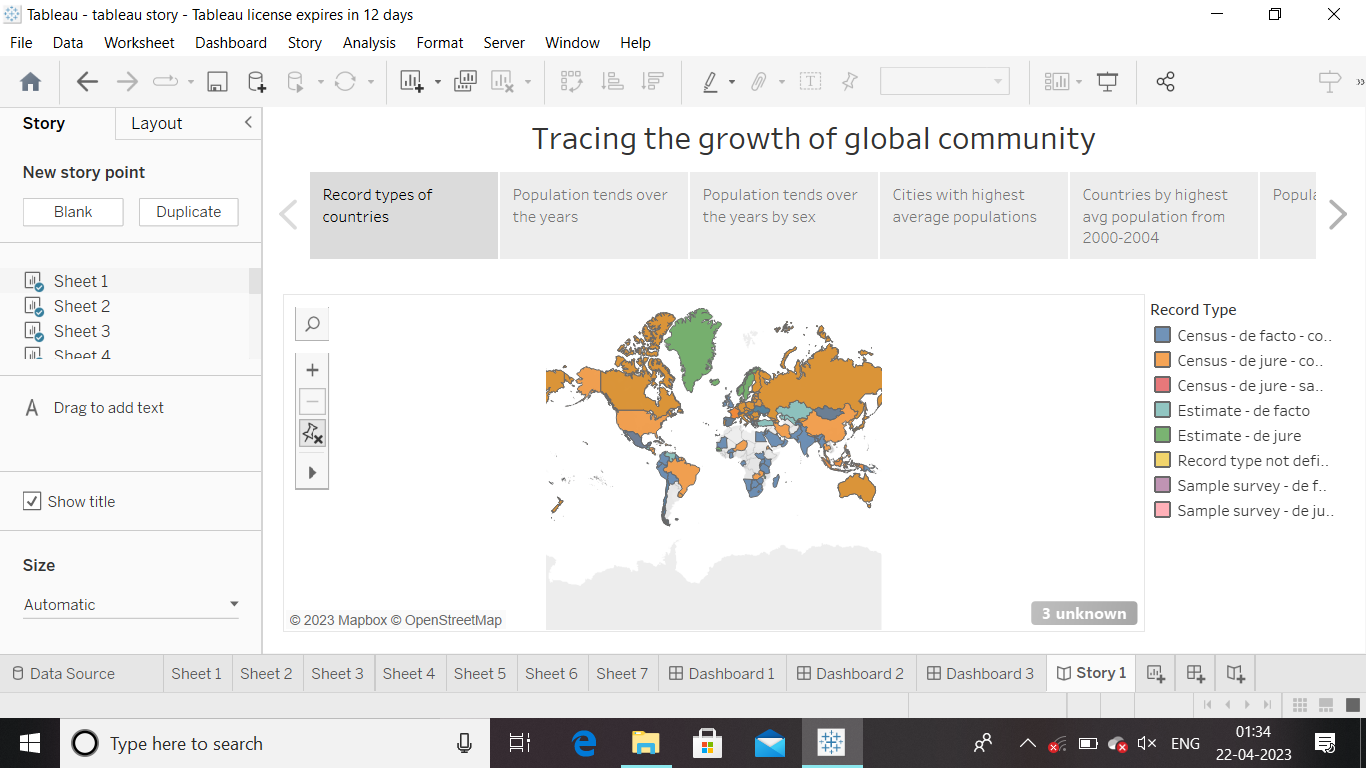 Tableau - tableau story - Tableau license expires in 12 days
File Data Worksheet Dashboard Story Analysis Format Server Window Help
Story Layout
New story point
Blank Duplicate
Sheet 1
Sheet 2
Sheet 3
Sheet 4
Drag to add text
Show title
Size
Automatic
Tracing the growth of global community
Record types of
countries
Population tends over
the years
Population tends over
the years by sex
Cities with highest
average populations
Countries by highest
avg population from
2000-2004
Popula
Record Type
Census - de facto - co..
Census - de jure - co..
Census - de jure - sa..
Estimate - de facto
Estimate - de jure
Record type not defi..
Sample survey - de f..
Sample survey - de ju..
© 2023 Mapbox © OpenStreetMap
3 unknown
Data Source Sheet 1 Sheet 2 Sheet 3 Sheet 4 Sheet 5 Sheet 6 Sheet 7 Dashboard 1 Dashboard 2 Dashboard 3 Story 1
Type here to search
ENG
01:34
22-04-2023